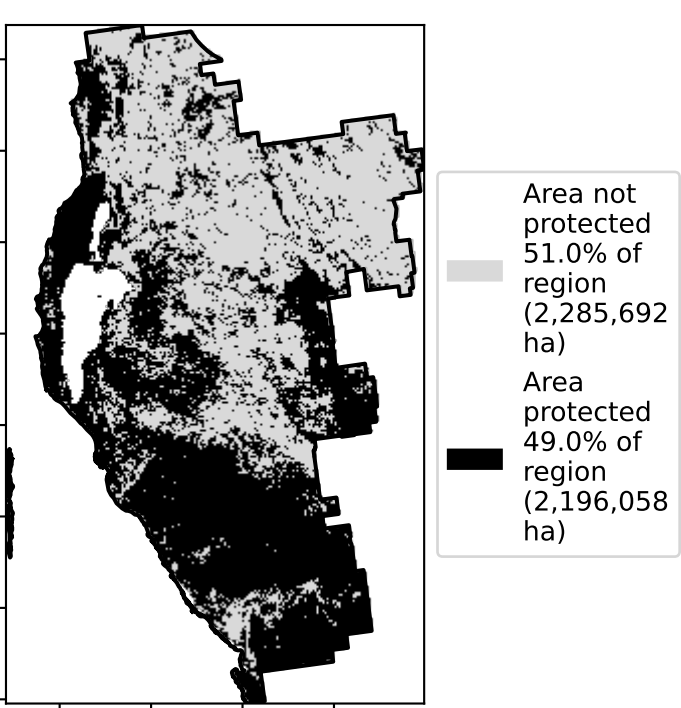 Area not
protected
51.0% of
region
(2,285,692
ha)
Area
protected
49.0% of
region
(2,196,058
ha)